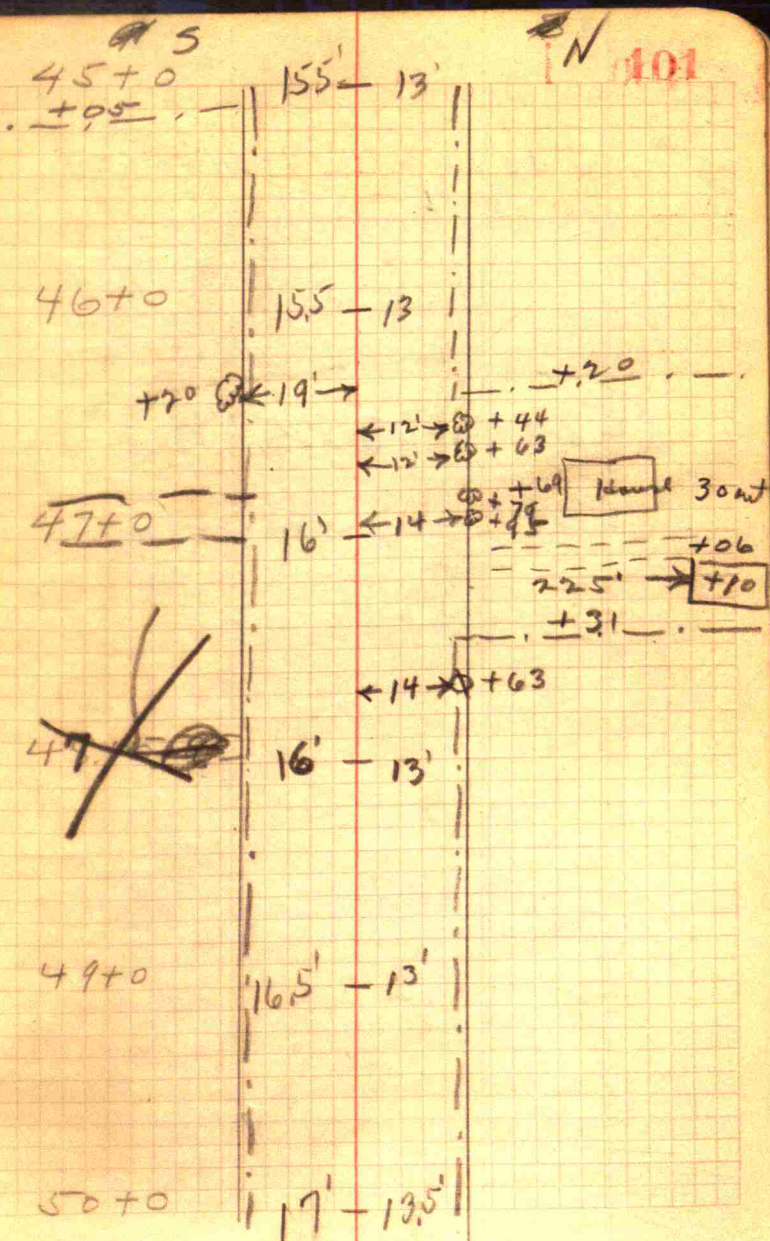 S N 101
45+0 155' — 13'
+05
46+0 15.5 — 13
+20 19' +20
12' + 44
12' + 63
+69 House 30 out
47+0 16' — 14
+06
225' +10
+31
14 +63
47 16' — 13'
49+0 16.5' — 13'
50+0 17' — 13.5'